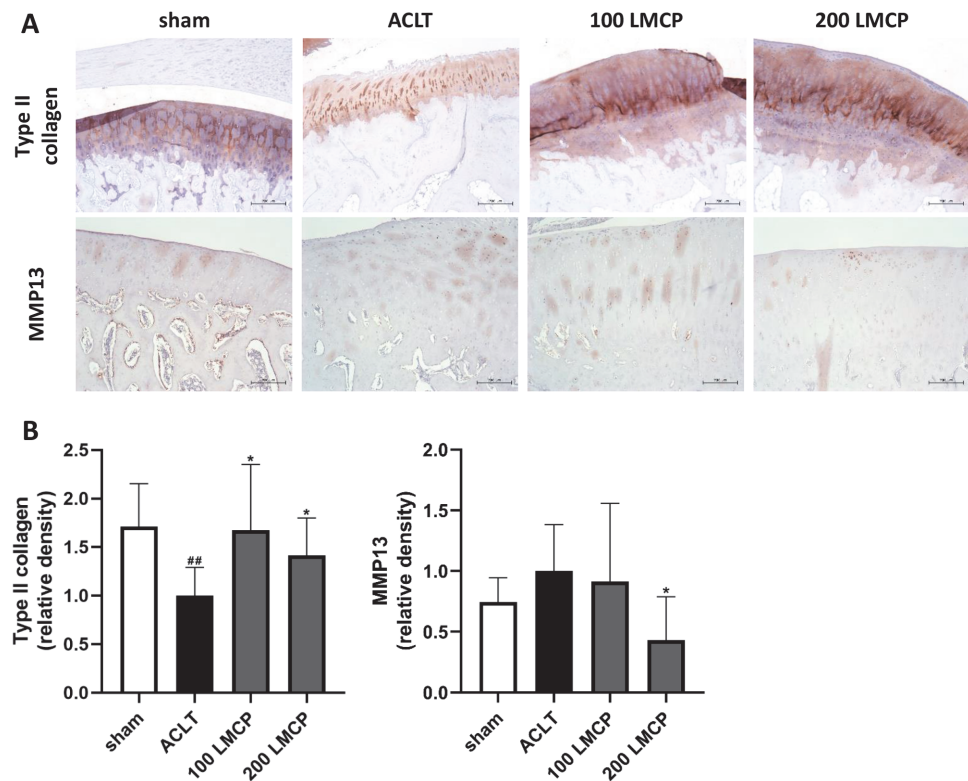 A
sham
ACLT
100 LMCP
200 LMCP
Type II
collagen
MMP13
B
Type II collagen
(relative density)
2.5
2.0
1.5
1.0
0.5
0.0
##
*
*
sham
ACLT
100 LMCP
200 LMCP
MMP13
(relative density)
2.0
1.5
1.0
0.5
0.0
*
sham
ACLT
100 LMCP
200 LMCP